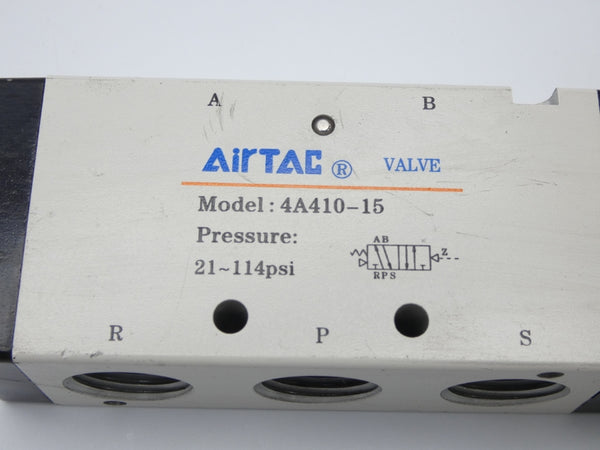 A B
AirTAC ® VALVE
Model: 4A410-15
Pressure:
21~114psi
AB
Z
RPS
R P S